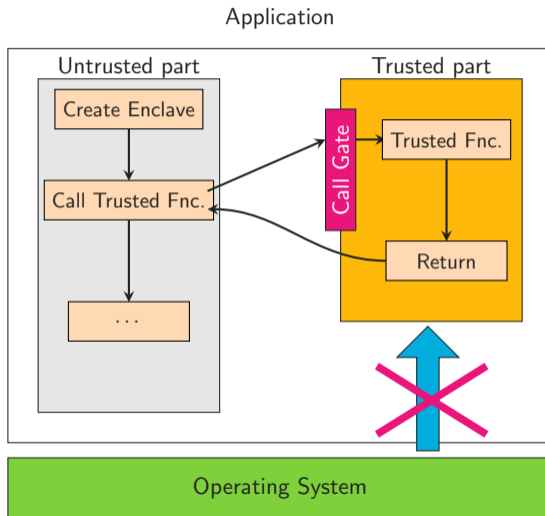 Application
Untrusted part
Trusted part
Create Enclave
Call Trusted Fnc.
...
Call Gate
Trusted Fnc.
Return
Operating System